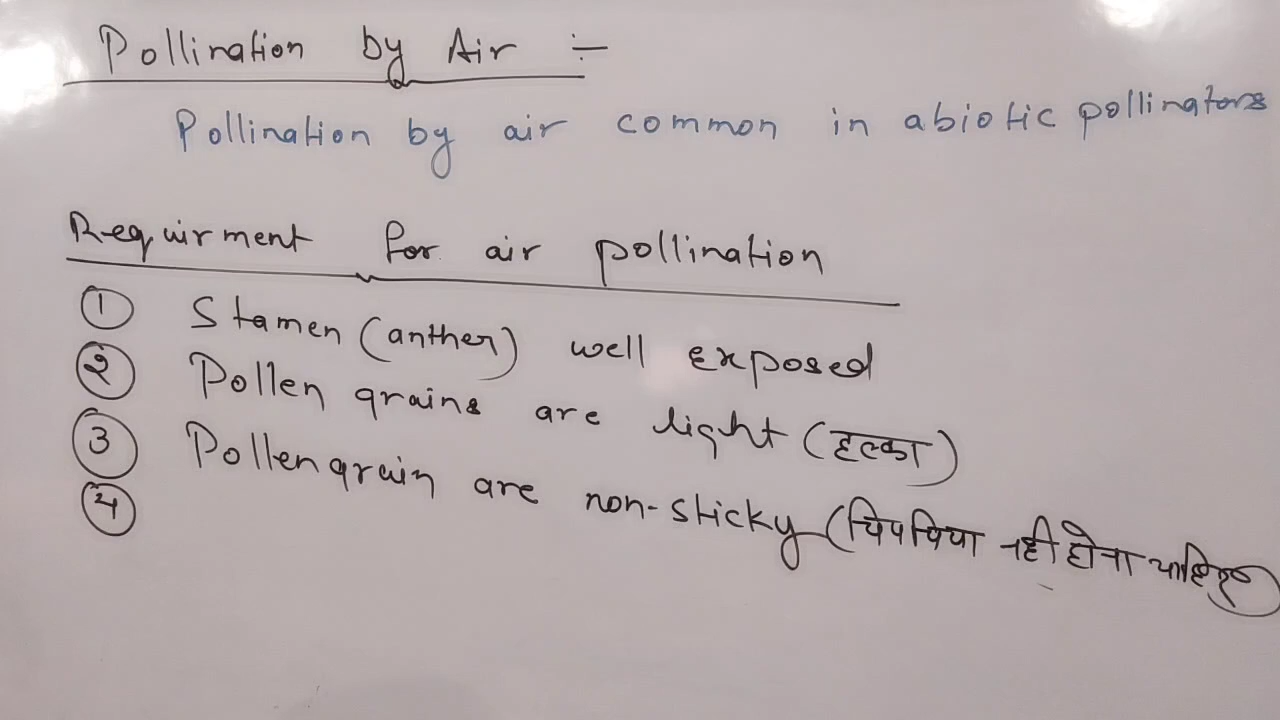 Pollination by Air :-
Pollination by air common in abiotic pollinators
Requirment for air pollination
① Stamen (anther) well exposed
② Pollen grains are light (हल्का)
③ Pollengrain are non-sticky (चिपचिपा नही होना चाहिए)
④